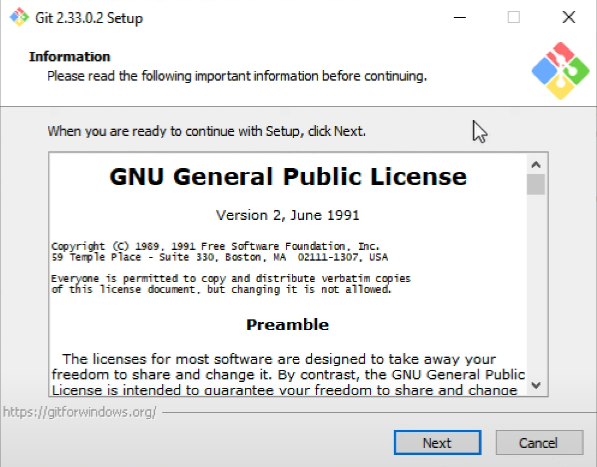 Git 2.33.0.2 Setup
Information
Please read the following important information before continuing.
When you are ready to continue with Setup, click Next.
GNU General Public License
Version 2, June 1991
Copyright (C) 1989, 1991 Free Software Foundation, Inc.
59 Temple Place - Suite 330, Boston, MA  02111-1307, USA
Everyone is permitted to copy and distribute verbatim copies
of this license document, but changing it is not allowed.
Preamble
The licenses for most software are designed to take away your
freedom to share and change it. By contrast, the GNU General Public
License is intended to guarantee your freedom to share and change
https://gitforwindows.org/
Next
Cancel